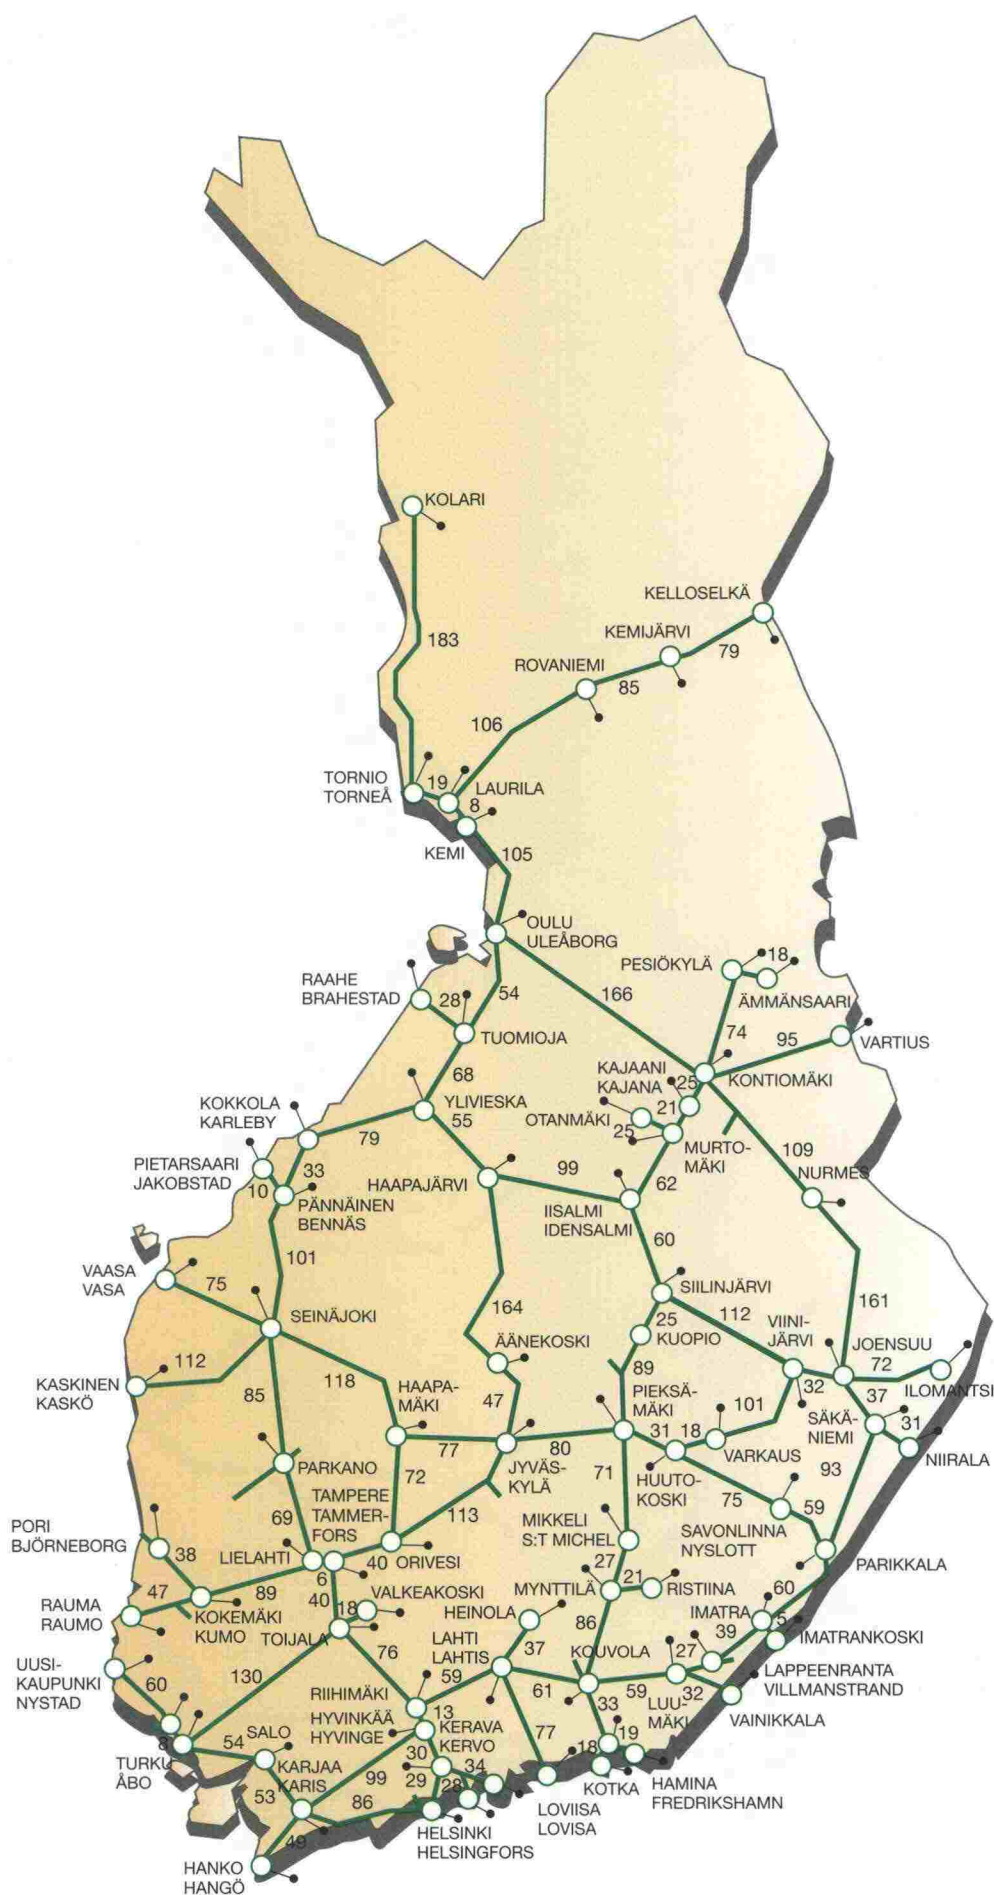 KOLARI
KELLOSELKÄ
183
KEMIJÄRVI
79
ROVANIEMI
85
106
TORNIO
TORNEÅ
19
LAURILA
8
KEMI
105
OULU
ULEÅBORG
PESIÖKYLÄ
18
RAAHE
BRAHESTAD
28
54
166
ÄMMÄNSAARI
TUOMIOJA
74
95
VARTIUS
KAJAANI
KAJANA
25
KONTIOMÄKI
68
KOKKOLA
KARLEBY
YLIVIESKA
55
OTANMÄKI
21
25
79
MURTO-
MÄKI
109
PIETARSAARI
JAKOBSTAD
33
10
HAAPAJÄRVI
99
62
NURMES
PÄNNÄINEN
BENNÄS
IISALMI
IDENSALMI
101
60
VAASA
VASA
75
SIILINJÄRVI
161
SEINÄJOKI
164
112
25
KUOPIO
VIINI-
JÄRVI
ÄÄNEKOSKI
JOENSUU
KASKINEN
KASKÖ
112
118
89
72
32
ILOMANTSI
85
HAAPA-
MÄKI
47
PIEKSÄ-
MÄKI
101
37
77
80
31
18
VARKAUS
SÄKÄ-
NIEMI
31
NIIRALA
PARKANO
72
JYVÄS-
KYLÄ
71
HUUTO-
KOSKI
93
TAMPERE
TAMMER-
FORS
75
59
PORI
BJÖRNEBORG
69
113
MIKKELI
S:T MICHEL
SAVONLINNA
NYSLOTT
38
LIELAHTI
40
ORIVESI
PARIKKALA
6
27
47
89
40
18
VALKEAKOSKI
MYNTTILÄ
21
RISTIINA
60
RAUMA
RAUMO
KOKEMÄKI
KUMO
TOIJALA
HEINOLA
86
IMATRA
5
IMATRANKOSKI
76
LAHTI
LAHTIS
37
KOUVOLA
27
39
UUSI-
KAUPUNKI
NYSTAD
60
130
59
61
59
32
LAPPEENRANTA
VILLMANSTRAND
RIIHIMÄKI
13
33
LUU-
MÄKI
VAINIKKALA
HYVINKÄÄ
HYVINGE
KERAVA
KERVO
77
8
54
SALO
19
TURKU
ÅBO
30
34
18
KARJAA
KARIS
99
29
28
KOTKA
HAMINA
FREDRIKSHAMN
53
86
LOVIISA
LOVISA
HELSINKI
HELSINGFORS
49
HANKO
HANGÖ